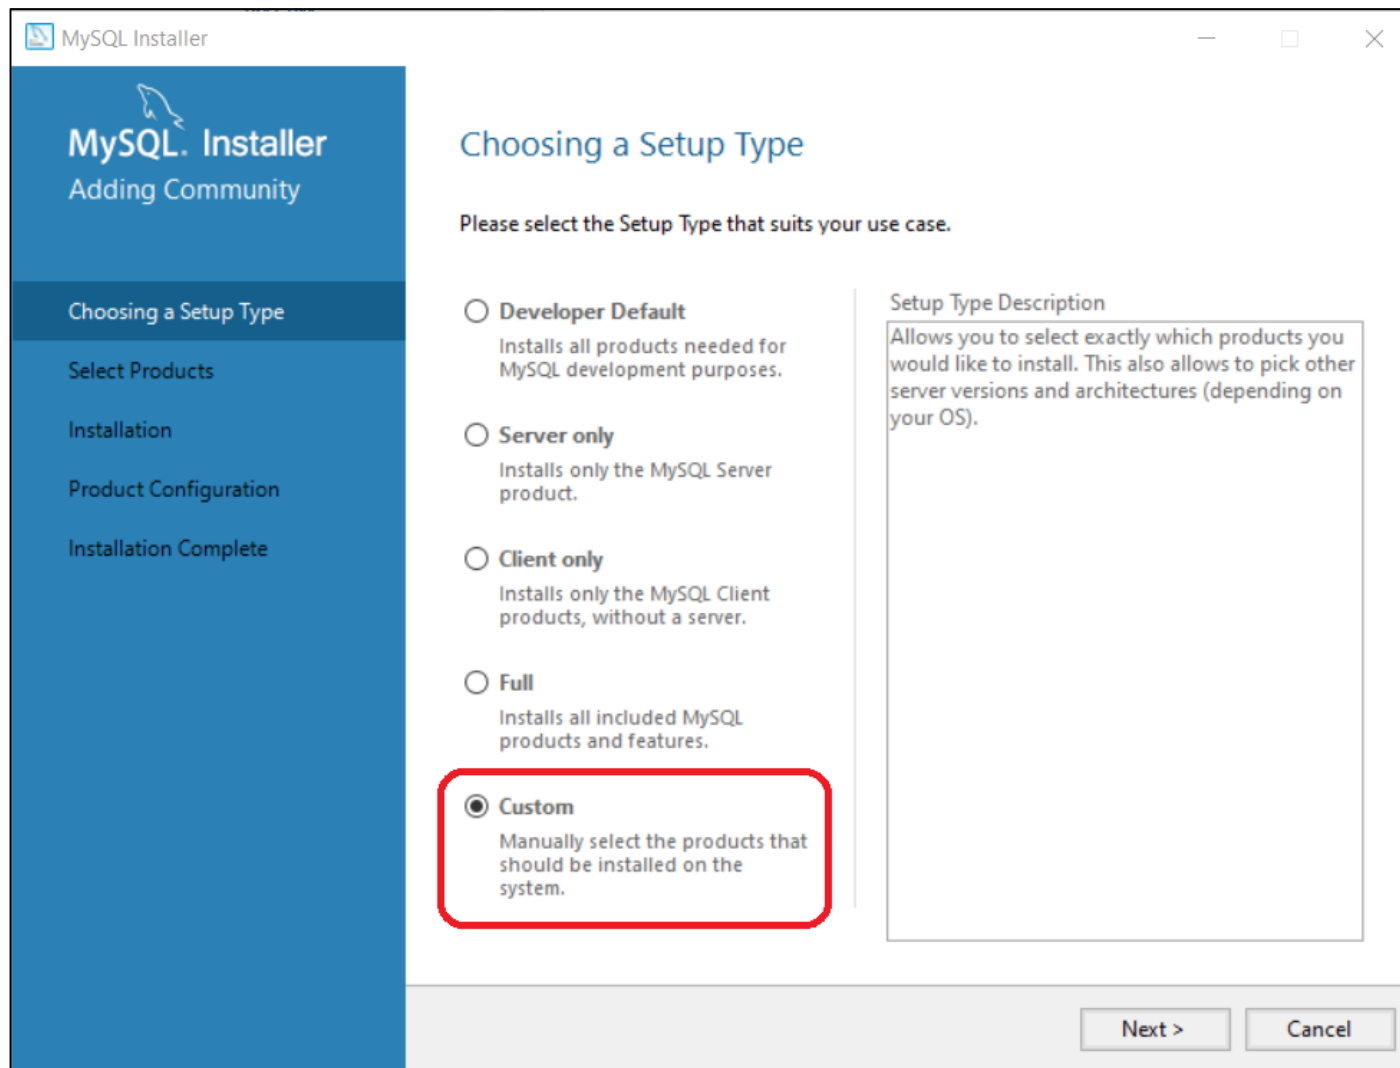 MySQL Installer
MySQL. Installer
Adding Community
Choosing a Setup Type
Select Products
Installation
Product Configuration
Installation Complete
Choosing a Setup Type
Please select the Setup Type that suits your use case.
Developer Default
Installs all products needed for
MySQL development purposes.
Server only
Installs only the MySQL Server
product.
Client only
Installs only the MySQL Client
products, without a server.
Full
Installs all included MySQL
products and features.
Custom
Manually select the products that
should be installed on the
system.
Setup Type Description
Allows you to select exactly which products you
would like to install. This also allows to pick other
server versions and architectures (depending on
your OS).
Next >
Cancel